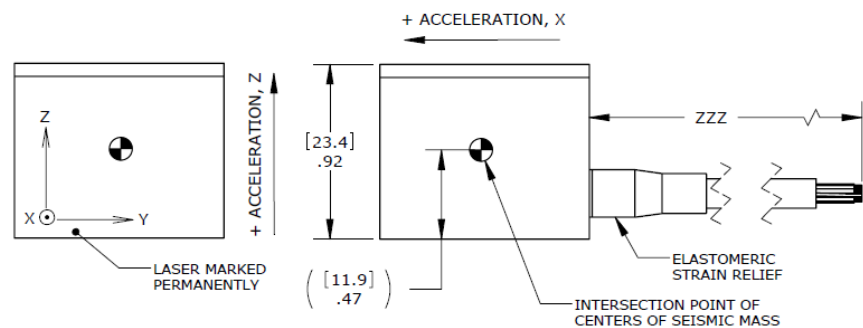 + ACCELERATION, X
+ ACCELERATION, Z
Z
X
Y
[23.4]
.92
ZZZ
LASER MARKED
PERMANENTLY
( [11.9]
.47 )
ELASTOMERIC
STRAIN RELIEF
INTERSECTION POINT OF
CENTERS OF SEISMIC MASS